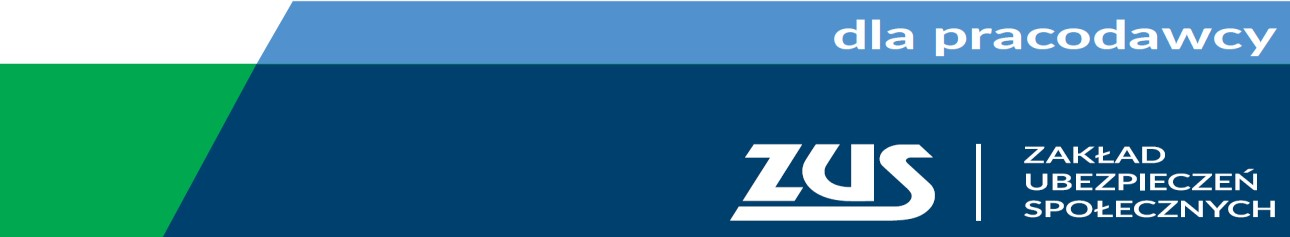 dla pracodawcy
ZUS
ZAKŁAD
UBEZPIECZEŃ
SPOŁECZNYCH